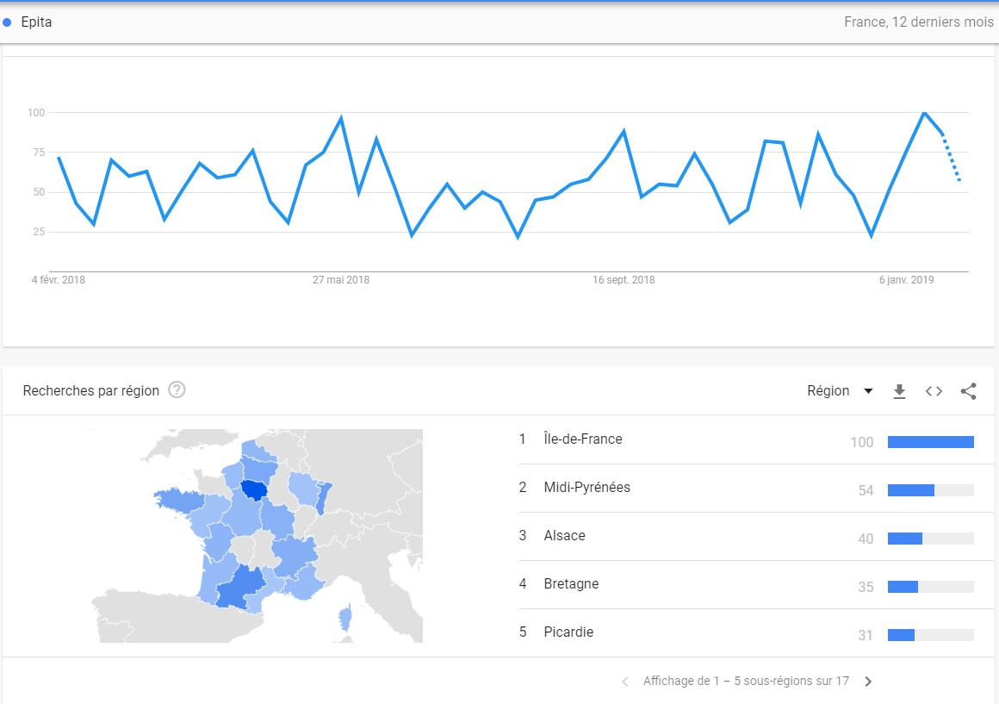 Epita
France, 12 derniers mois
100
75
50
25
4 févr. 2018
27 mai 2018
16 sept. 2018
6 janv. 2019
Recherches par région ?
Région
1 Île-de-France 100
2 Midi-Pyrénées 54
3 Alsace 40
4 Bretagne 35
5 Picardie 31
Affichage de 1 – 5 sous-régions sur 17